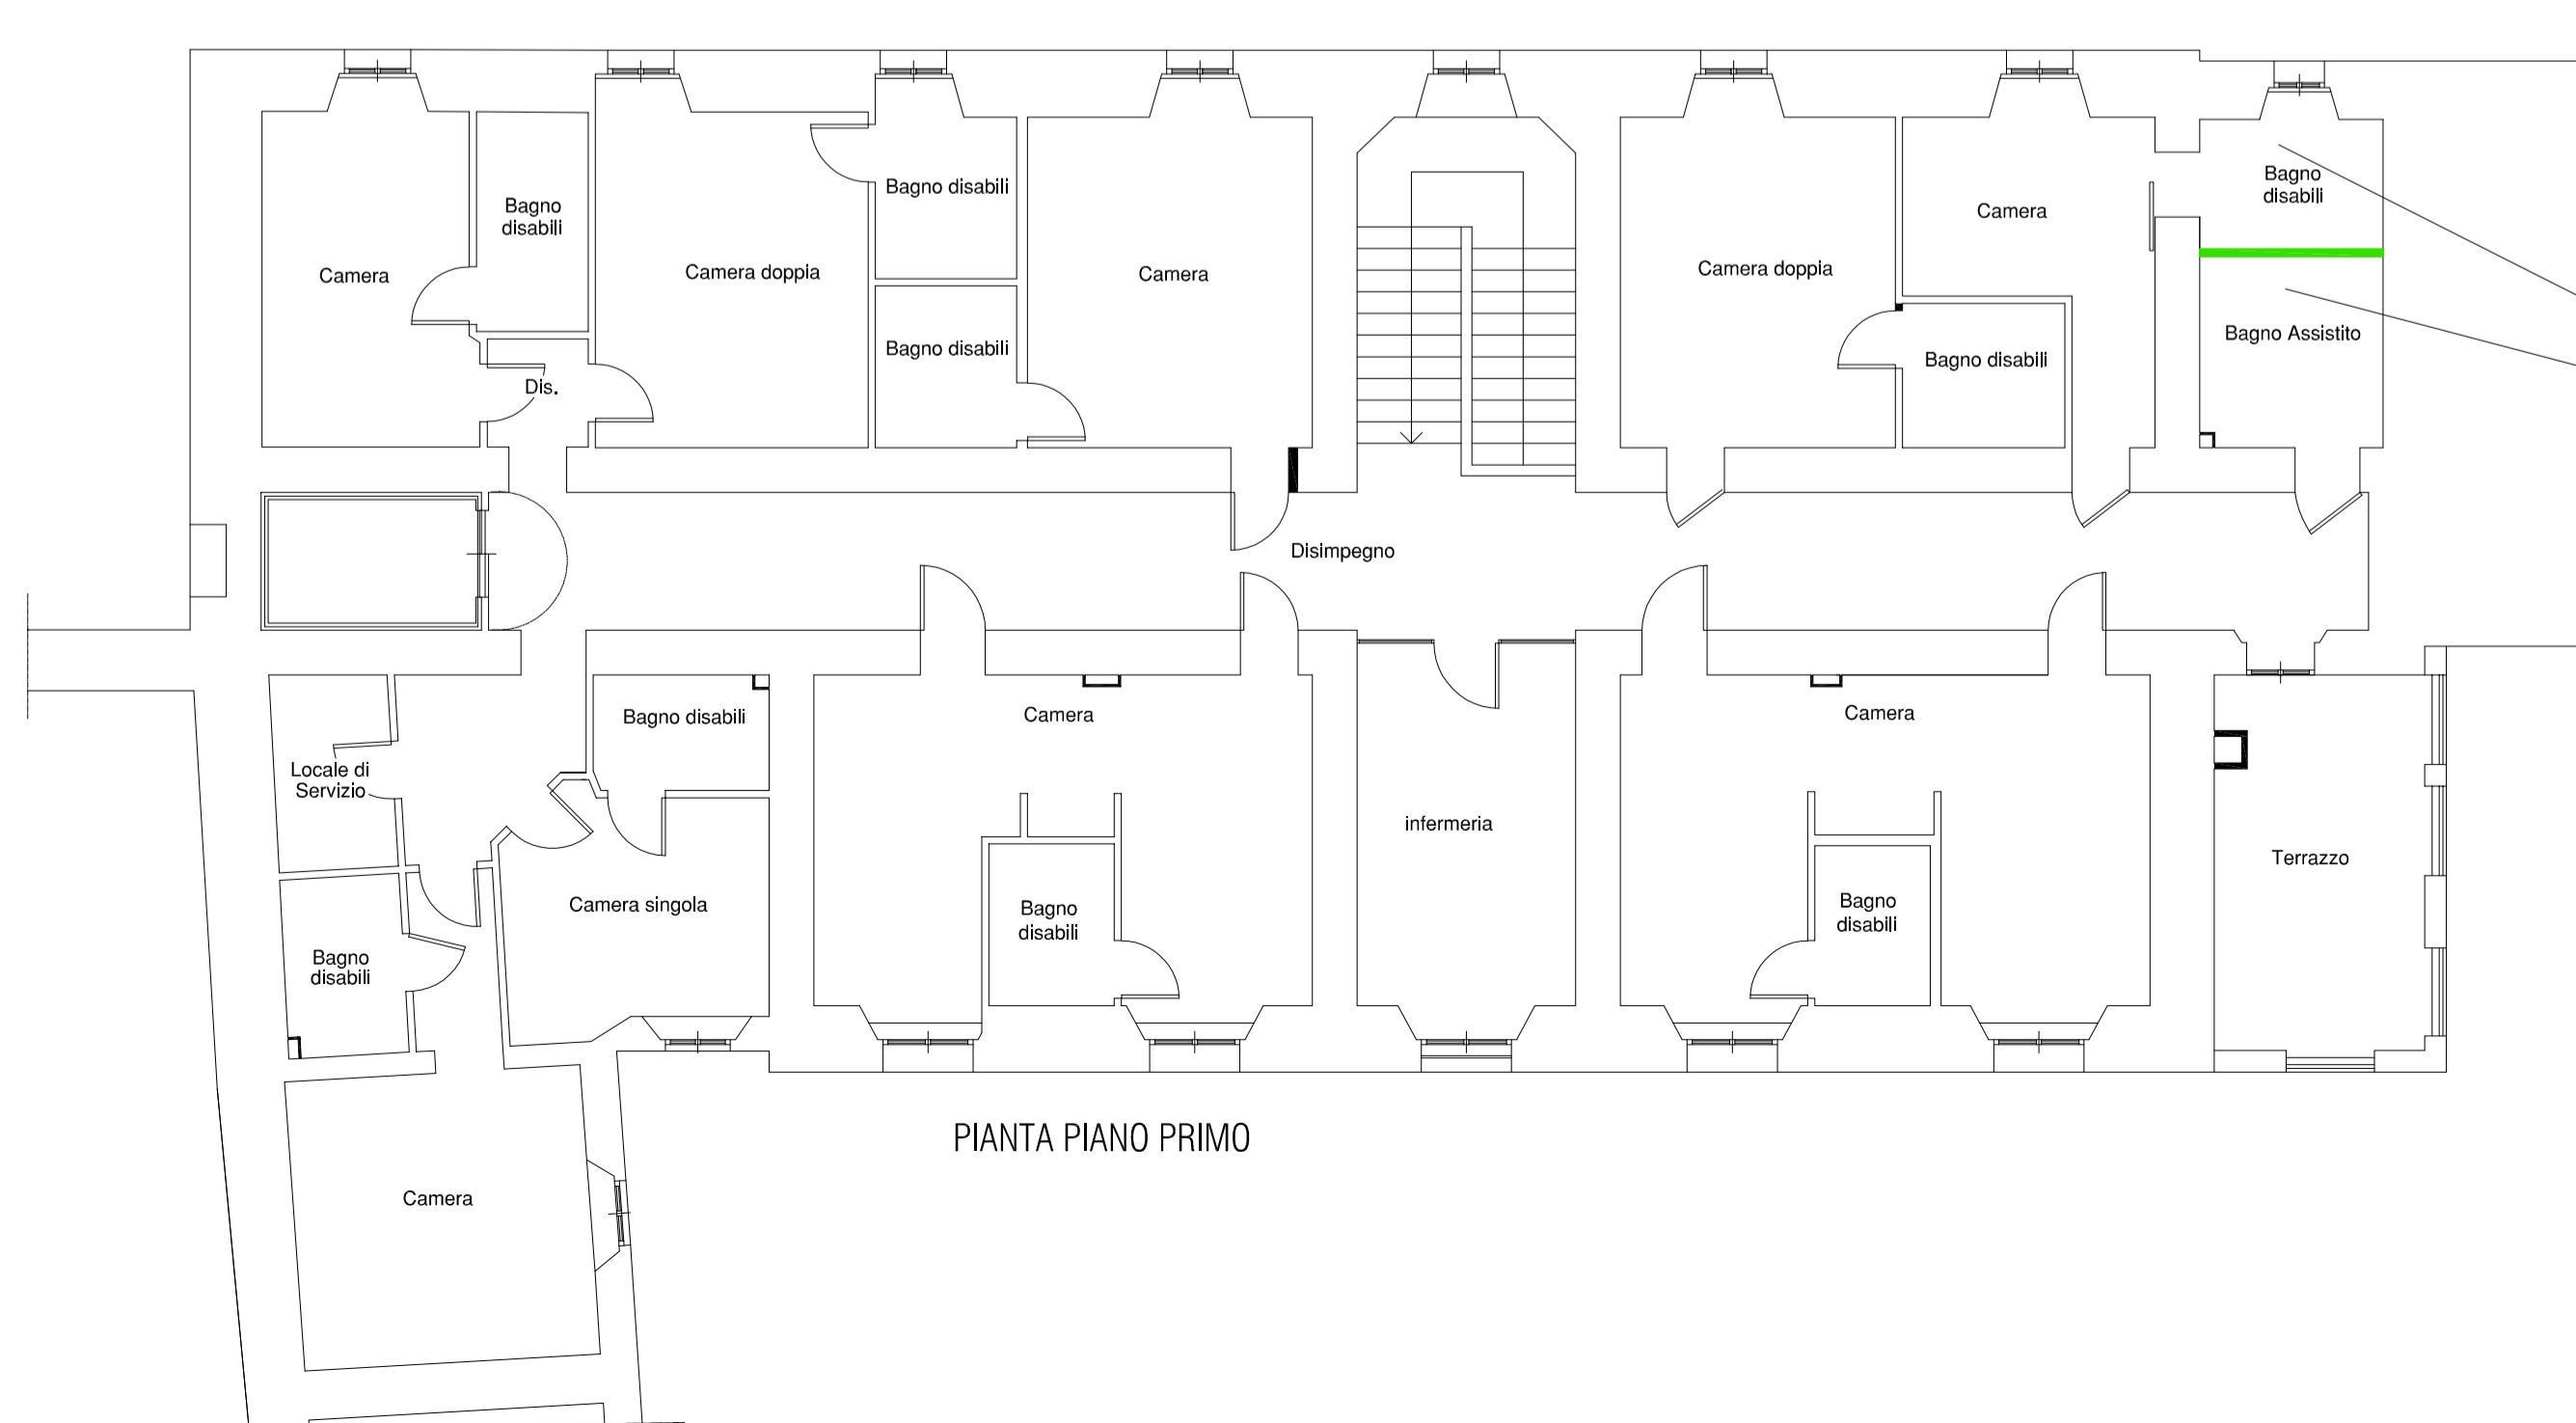 Bagno
disabili
Camera
Camera doppia
Bagno disabili
Bagno disabili
Camera
Dis.
Camera doppia
Camera
Bagno disabili
Bagno
disabili
Bagno Assistito
Disimpegno
Bagno disabili
Locale di
Servizio
Camera singola
Bagno
disabili
Camera
Bagno
disabili
infermeria
Camera
Bagno
disabili
Terrazzo
PIANTA PIANO PRIMO
Camera